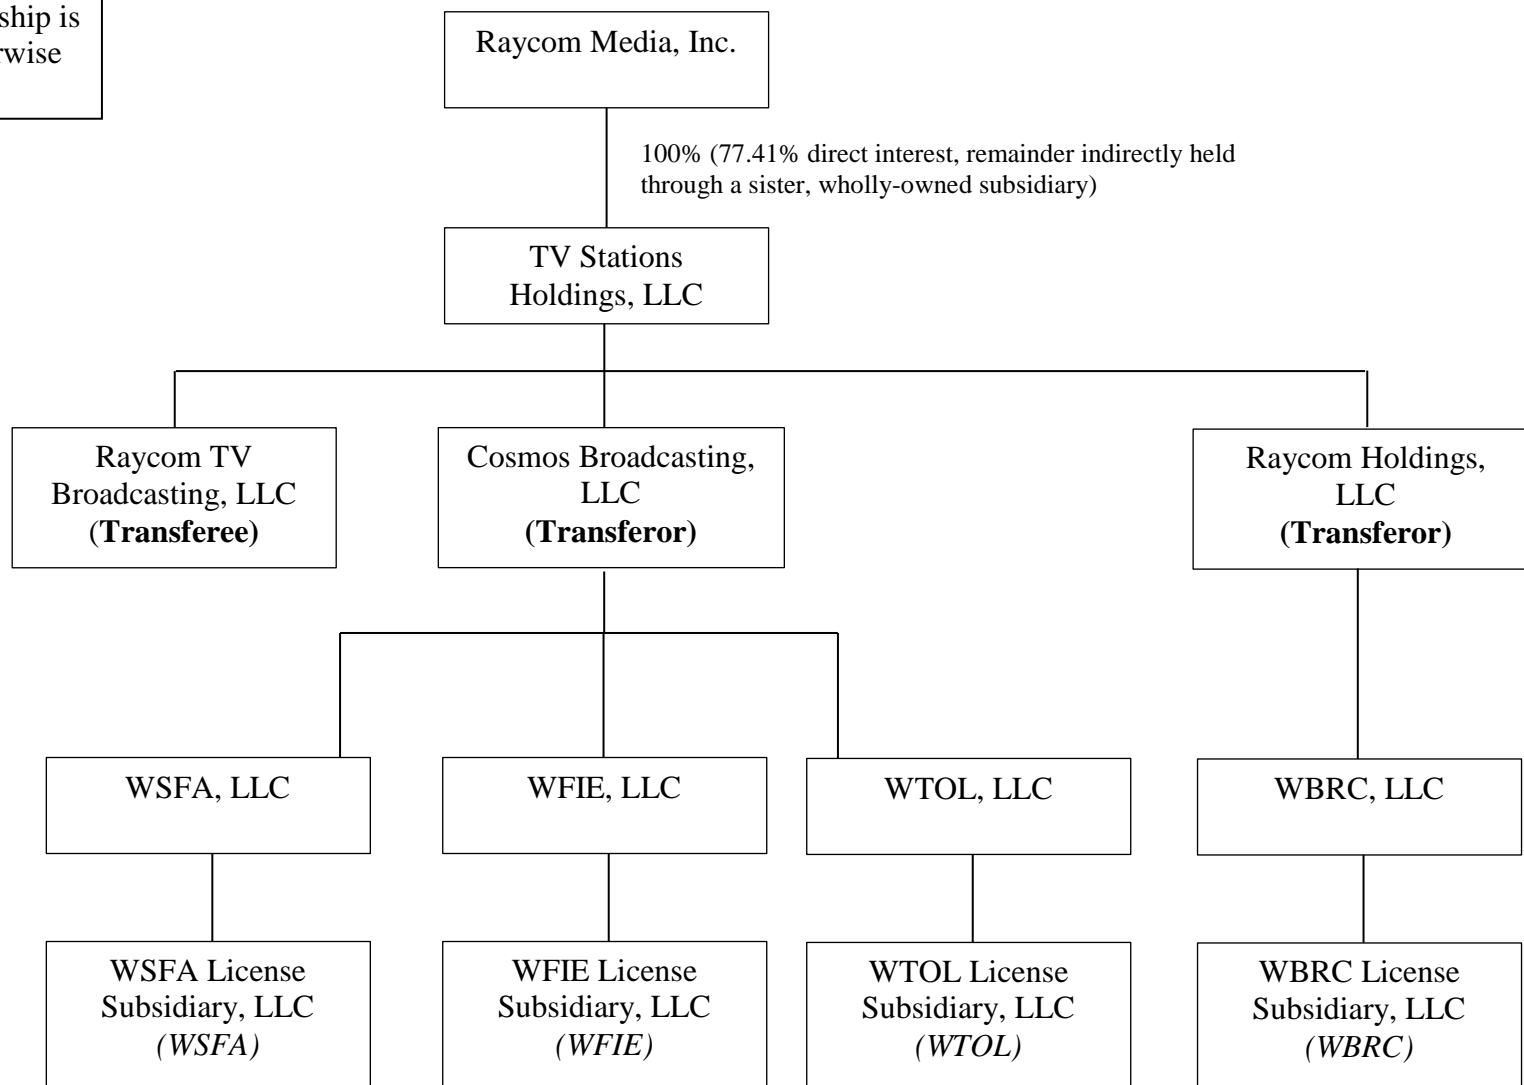 ship is
rwise
Raycom Media, Inc.
100% (77.41% direct interest, remainder indirectly held
through a sister, wholly-owned subsidiary)
TV Stations
Holdings, LLC
Raycom TV
Broadcasting, LLC
(Transferee)
Cosmos Broadcasting,
LLC
(Transferor)
Raycom Holdings,
LLC
(Transferor)
WSFA, LLC
WFIE, LLC
WTOL, LLC
WBRC, LLC
WSFA License
Subsidiary, LLC
(WSFA)
WFIE License
Subsidiary, LLC
(WFIE)
WTOL License
Subsidiary, LLC
(WTOL)
WBRC License
Subsidiary, LLC
(WBRC)